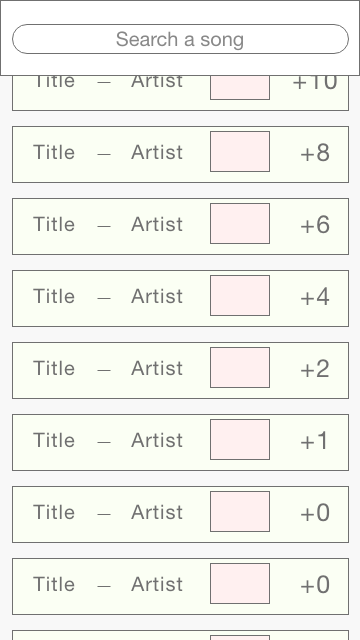 Search a song
Title — Artist +10
Title — Artist +8
Title — Artist +6
Title — Artist +4
Title — Artist +2
Title — Artist +1
Title — Artist +0
Title — Artist +0